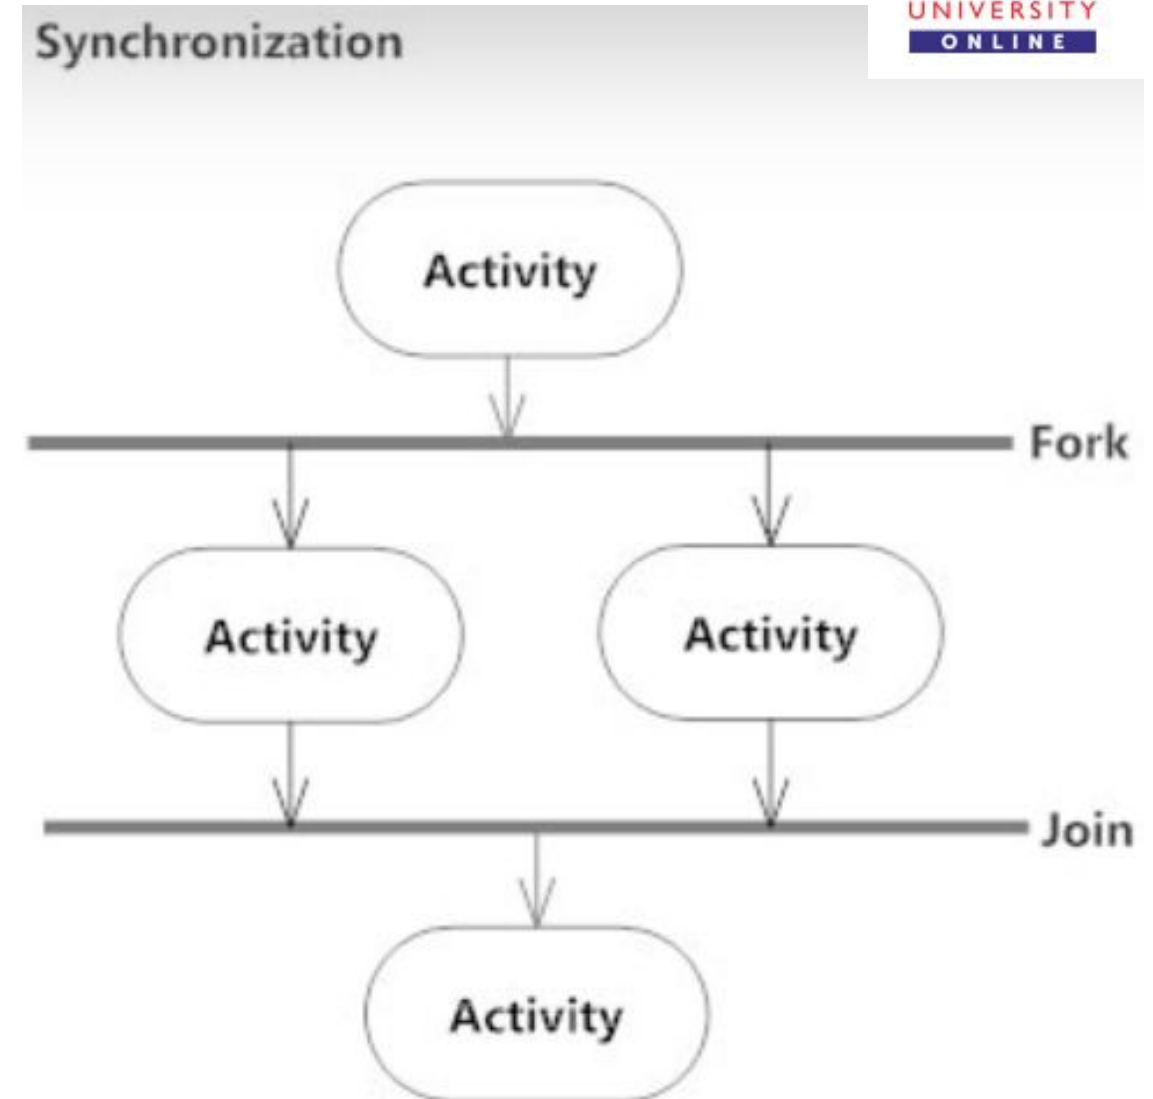 UNIVERSITY
ONLINE
Synchronization
Activity
Fork
Activity
Activity
Join
Activity